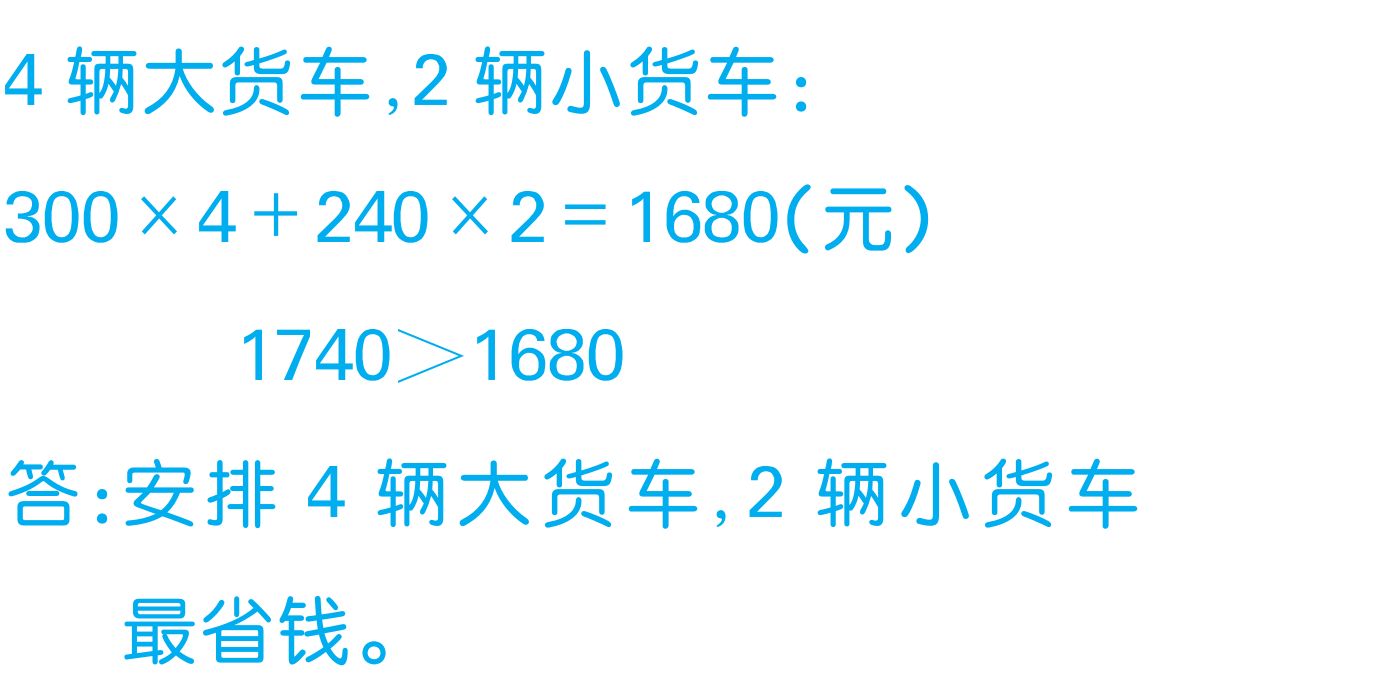 4 辆大货车,2 辆小货车:
300×4+240×2=1680(元)
1740>1680
答:安排 4 辆大货车,2 辆小货车
最省钱。